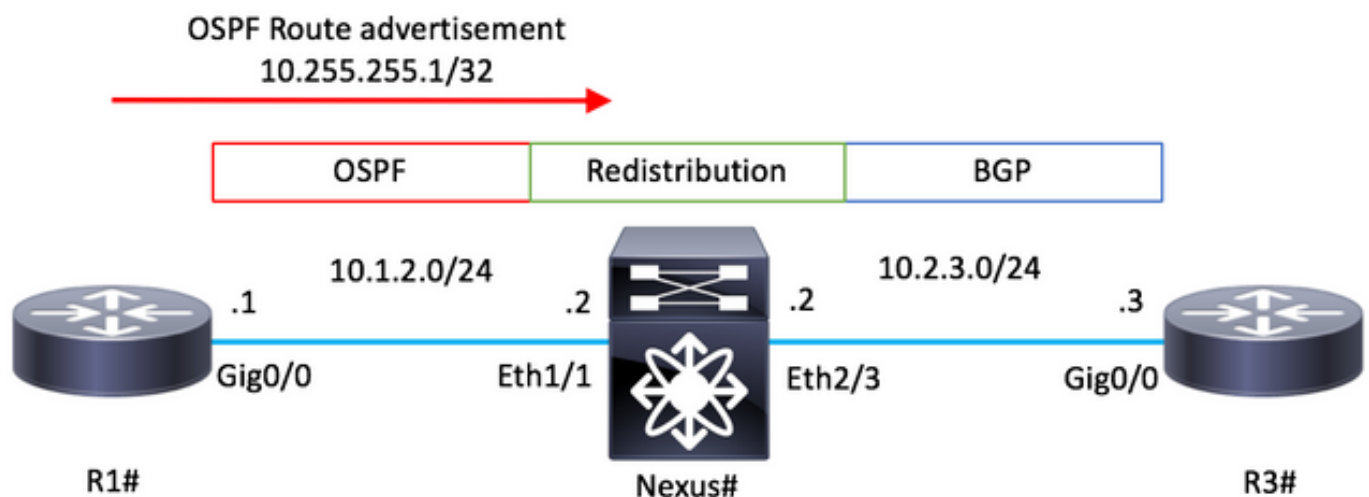 OSPF Route advertisement
10.255.255.1/32
OSPF
Redistribution
BGP
10.1.2.0/24
10.2.3.0/24
.1
.2
.2
.3
Gig0/0
Eth1/1
Eth2/3
Gig0/0
R1#
Nexus#
R3#